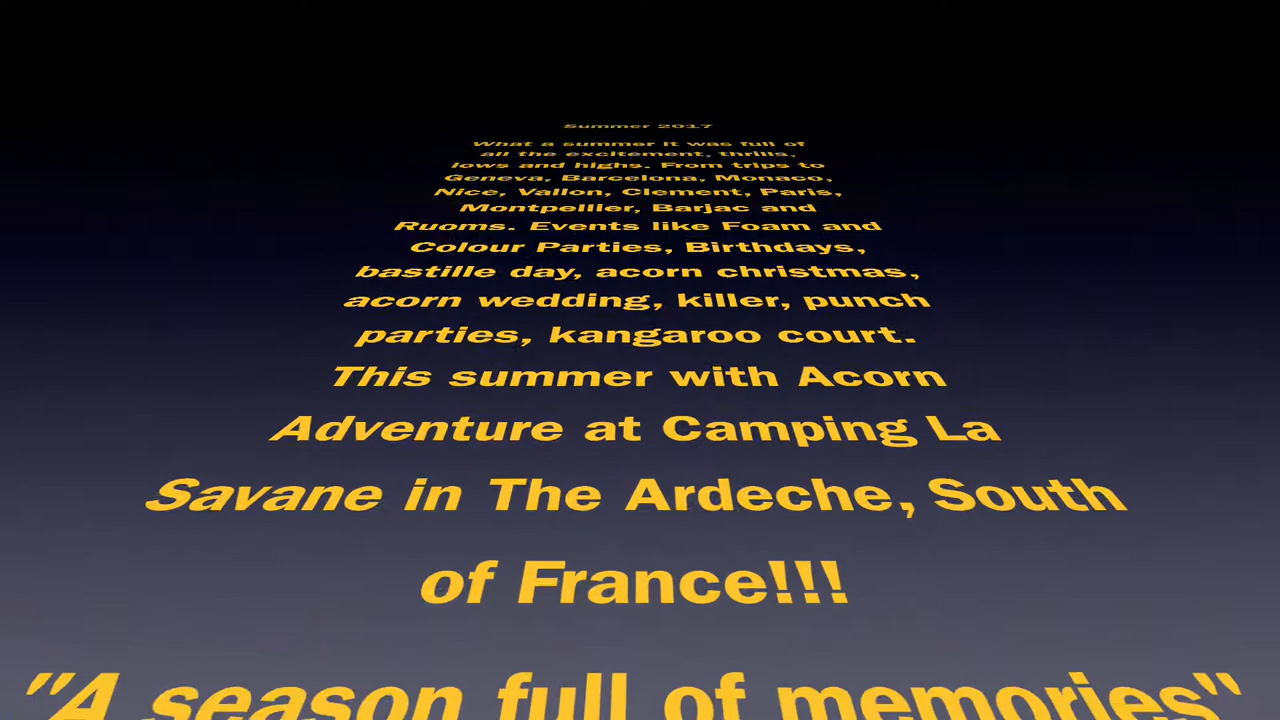 Summer 2017
What a summer it was full of
all the excitement, thrills,
lows and highs. From trips to
Geneva, Barcelona, Monaco,
Nice, Vallon, Clement, Paris,
Montpellier, Barjac and
Ruoms. Events like Foam and
Colour Parties, Birthdays,
bastille day, acorn christmas,
acorn wedding, killer, punch
parties, kangaroo court.
This summer with Acorn
Adventure at Camping La
Savane in The Ardeche, South
of France!!!
"A season full of memories"